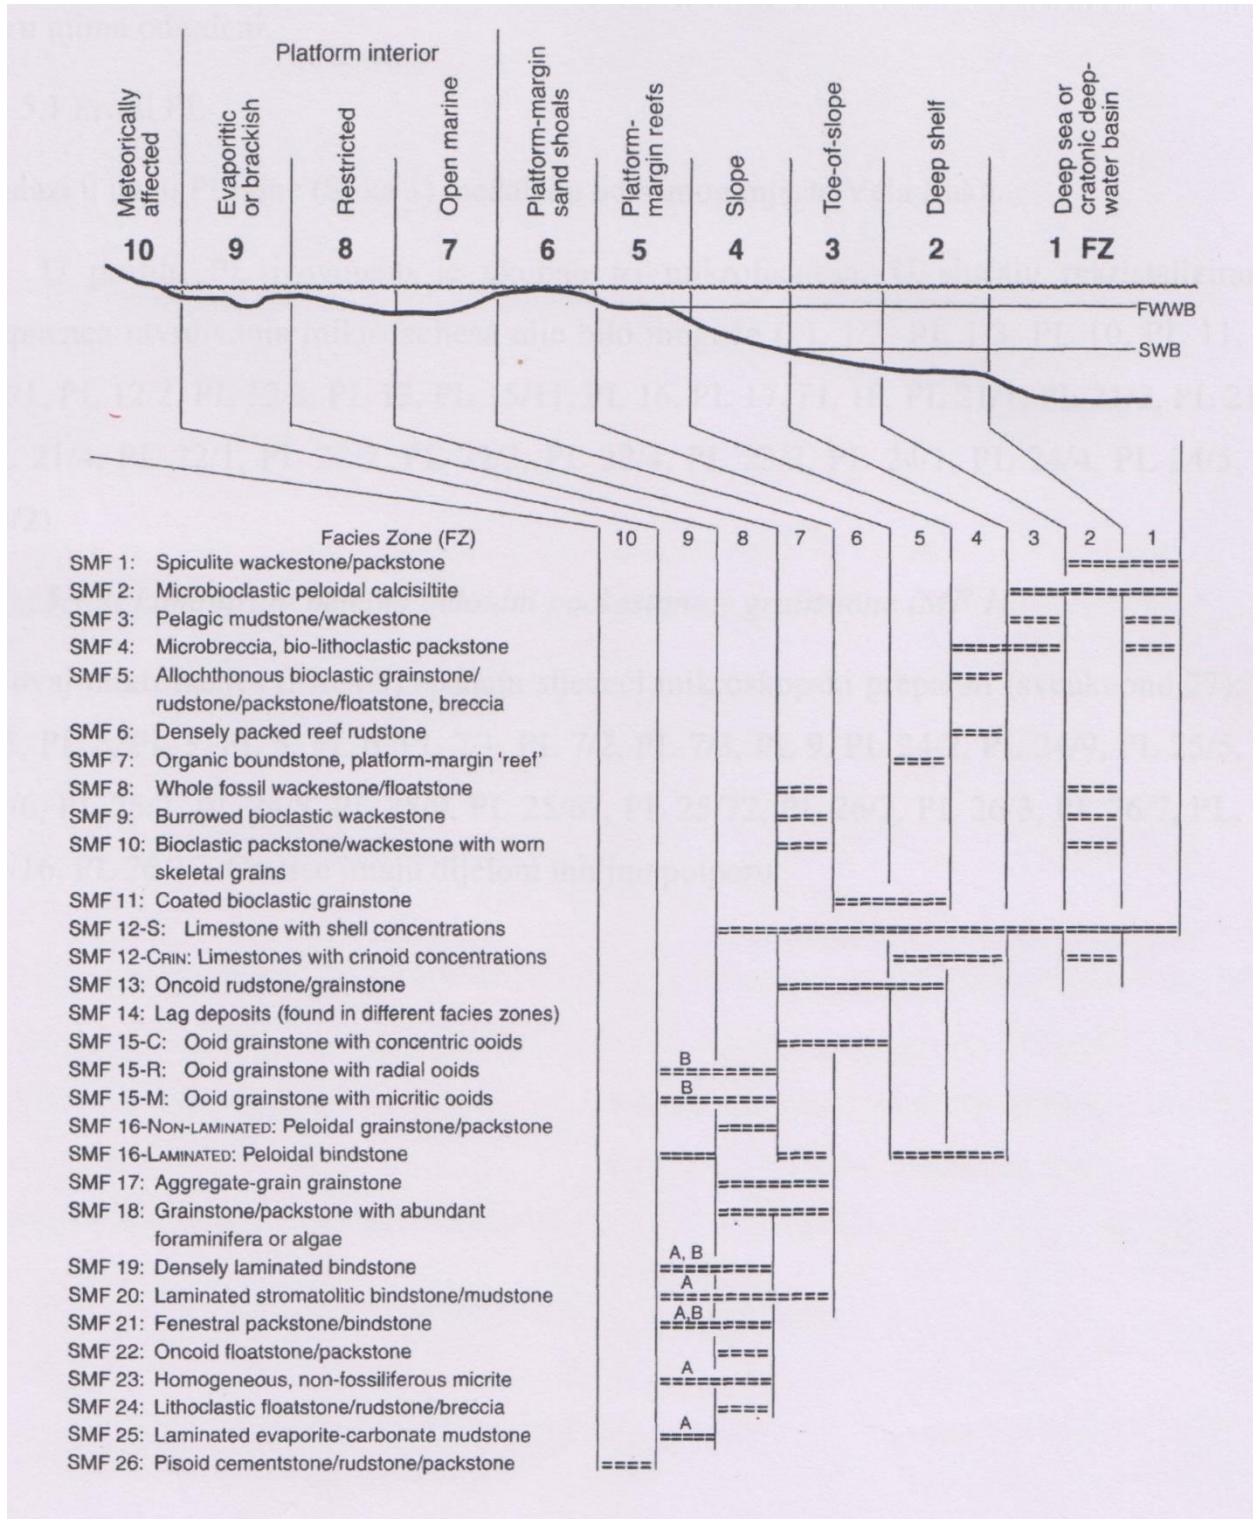 Platform interior
Meteorically
affected
Evaporitic
or brackish
Restricted
Open marine
Platform-margin
sand shoals
Platform-
margin reefs
Slope
Toe-of-slope
Deep shelf
Deep sea or
cratonic deep-
water basin
10 9 8 7 6 5 4 3 2 1 FZ
FWWB
SWB
Facies Zone (FZ) 10 9 8 7 6 5 4 3 2 1
SMF 1: Spiculite wackestone/packstone
SMF 2: Microbioclastic peloidal calcisiltite
SMF 3: Pelagic mudstone/wackestone
SMF 4: Microbreccia, bio-lithoclastic packstone
SMF 5: Allochthonous bioclastic grainstone/
rudstone/packstone/floatstone, breccia
SMF 6: Densely packed reef rudstone
SMF 7: Organic boundstone, platform-margin 'reef'
SMF 8: Whole fossil wackestone/floatstone
SMF 9: Burrowed bioclastic wackestone
SMF 10: Bioclastic packstone/wackestone with worn
skeletal grains
SMF 11: Coated bioclastic grainstone
SMF 12-S: Limestone with shell concentrations
SMF 12-CRIN: Limestones with crinoid concentrations
SMF 13: Oncoid rudstone/grainstone
SMF 14: Lag deposits (found in different facies zones)
SMF 15-C: Ooid grainstone with concentric ooids
SMF 15-R: Ooid grainstone with radial ooids B
SMF 15-M: Ooid grainstone with micritic ooids B
SMF 16-NON-LAMINATED: Peloidal grainstone/packstone
SMF 16-LAMINATED: Peloidal bindstone
SMF 17: Aggregate-grain grainstone
SMF 18: Grainstone/packstone with abundant
foraminifera or algae
SMF 19: Densely laminated bindstone A, B
SMF 20: Laminated stromatolitic bindstone/mudstone A
SMF 21: Fenestral packstone/bindstone A,B
SMF 22: Oncoid floatstone/packstone
SMF 23: Homogeneous, non-fossiliferous micrite A
SMF 24: Lithoclastic floatstone/rudstone/breccia
SMF 25: Laminated evaporite-carbonate mudstone A
SMF 26: Pisoid cementstone/rudstone/packstone